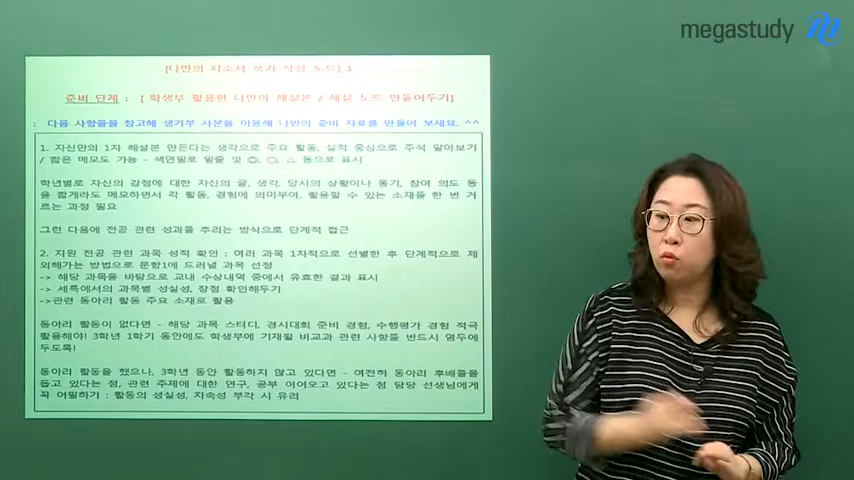 megastudy
[나만의 자소서 쓰기 작성 노트] 1
준비 단계 : [ 학생부 활용한 나만의 해설본 / 해설 노트 만들어두기]
: 다음 사항들을 참고해 생기부 사본을 이용해 나만의 준비 자료를 만들어 보세요. ^^
1. 자신만의 1차 해설본 만든다는 생각으로 주요 활동, 실적 중심으로 주석 달아보기
/ 짧은 메모도 가능 - 색연필로 밑줄 및 ◎, ○, △ 등으로 표시
학년별로 자신의 강점에 대한 자신의 글, 생각, 당시의 상황이나 동기, 참여 의도 등
을 짧게라도 메모하면서 각 활동, 경험에 의미부여, 활용할 수 있는 소재들을 한 번 거
르는 과정 필요
그런 다음에 전공 관련 성과를 추리는 방식으로 단계적 접근
2. 지원 전공 관련 과목 성적 확인 : 여러 과목 1차적으로 선별한 후 단계적으로 제
외해가는 방법으로 문항1에 드러낼 과목 선정
-> 해당 과목을 바탕으로 교내 수상내역 중에서 유효한 결과 표시
-> 세특에서의 과목별 성실성, 장점 확인해두기
->관련 동아리 활동 주요 소재로 활용
동아리 활동이 없다면 - 해당 과목 스터디, 경시대회 준비 경험, 수행평가 경험 적극
활용해야! 3학년 1학기 동안에도 학생부에 기재될 비교과 관련 사항들 반드시 염두에
두도록!
동아리 활동을 했으나, 3학년 동안 활동하지 않고 있다면 - 여전히 동아리 후배들을
돕고 있다는 점, 관련 주제에 대한 연구, 공부 이어오고 있다는 점 담당 선생님에게
꼭 어필하기 : 활동의 성실성, 지속성 부각 시 유리